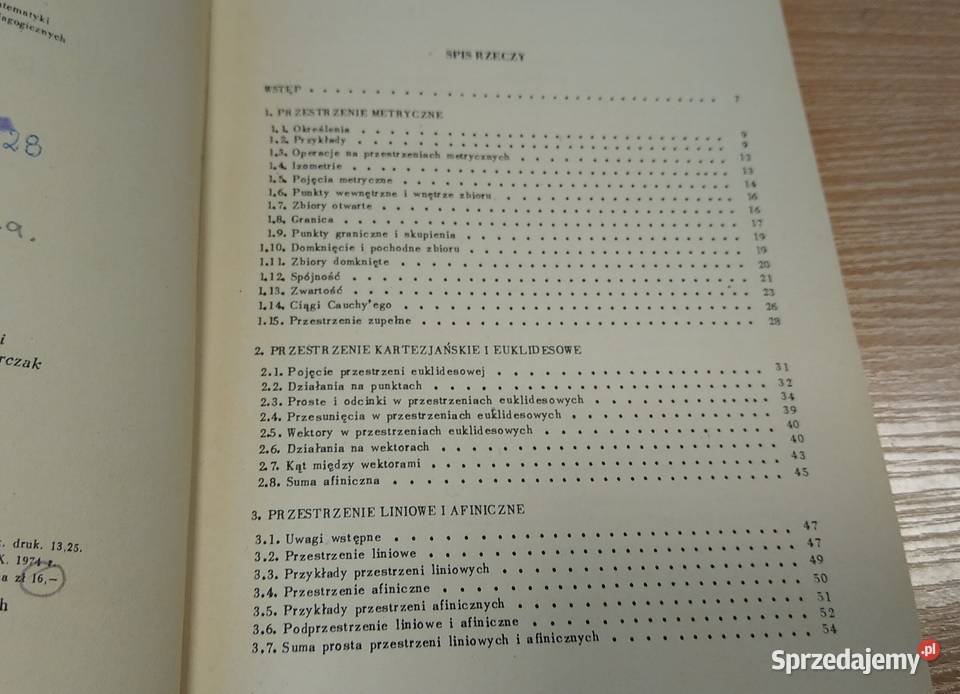 tematyki
dagogicznych
28
a.
i
rczak
. druk. 13,25.
X. 1974 r.
a zł 16,-
h
SPIS RZECZY
WSTĘP . . . . . . . . . . 7
1. PRZESTRZENIE METRYCZNE
1.1. Określenia . . . . . . . . . . 9
1.2. Przykłady . . . . . . . . . . 9
1.3. Operacje na przestrzeniach metrycznych . . . . . . . . . . 12
1.4. Izometrie . . . . . . . . . . 13
1.5. Pojęcia metryczne . . . . . . . . . . 14
1.6. Punkty wewnętrzne i wnętrze zbioru . . . . . . . . . . 16
1.7. Zbiory otwarte . . . . . . . . . . 16
1.8. Granica . . . . . . . . . . 17
1.9. Punkty graniczne i skupienia . . . . . . . . . . 19
1.10. Domknięcie i pochodne zbioru . . . . . . . . . . 19
1.11. Zbiory domknięte . . . . . . . . . . 20
1.12. Spójność . . . . . . . . . . 21
1.13. Zwartość . . . . . . . . . . 23
1.14. Ciągi Cauchy'ego . . . . . . . . . . 26
1.15. Przestrzenie zupełne . . . . . . . . . . 28
2. PRZESTRZENIE KARTEZJAŃSKIE I EUKLIDESOWE
2.1. Pojęcie przestrzeni euklidesowej . . . . . . . . . . 31
2.2. Działania na punktach . . . . . . . . . . 32
2.3. Proste i odcinki w przestrzeniach euklidesowych . . . . . . . . . . 34
2.4. Przesunięcia w przestrzeniach euklidesowych . . . . . . . . . . 39
2.5. Wektory w przestrzeniach euklidesowych . . . . . . . . . . 40
2.6. Działania na wektorach . . . . . . . . . . 40
2.7. Kąt między wektorami . . . . . . . . . . 43
2.8. Suma afiniczna . . . . . . . . . . 45
3. PRZESTRZENIE LINIOWE I AFINICZNE
3.1. Uwagi wstępne . . . . . . . . . . 47
3.2. Przestrzenie liniowe . . . . . . . . . . 47
3.3. Przykłady przestrzeni liniowych . . . . . . . . . . 49
3.4. Przestrzenie afiniczne . . . . . . . . . . 50
3.5. Przykłady przestrzeni afinicznych . . . . . . . . . . 51
3.6. Podprzestrzenie liniowe i afiniczne . . . . . . . . . . 52
3.7. Suma prosta przestrzeni liniowych i afinicznych . . . . . . . . . . 54
Sprzedajemy.pl